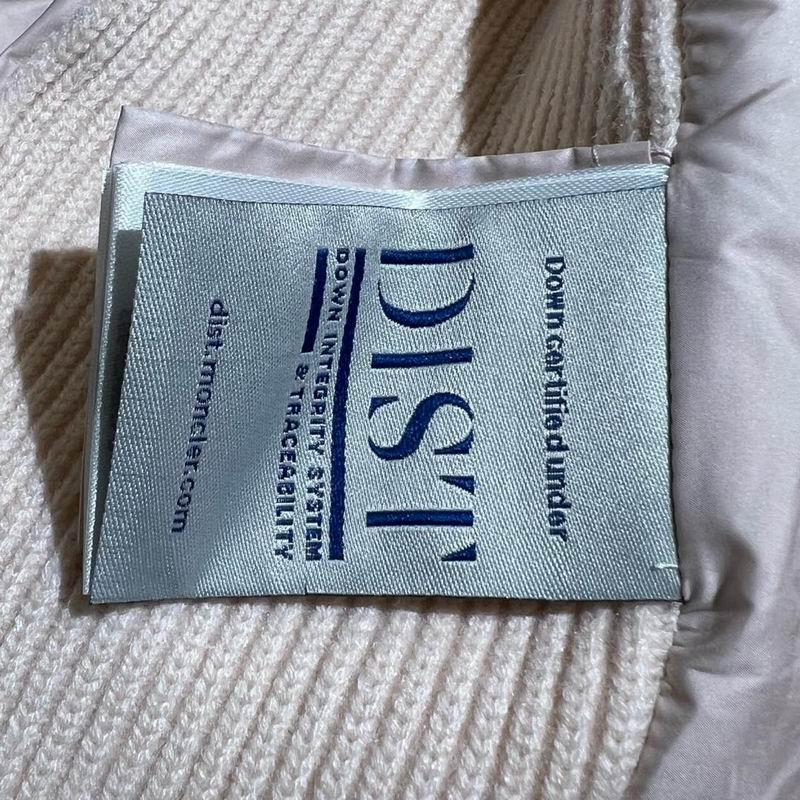 Down certified under
DIST
DOWN INTEGRITY SYSTEM
& TRACEABILITY
dist.moncler.com